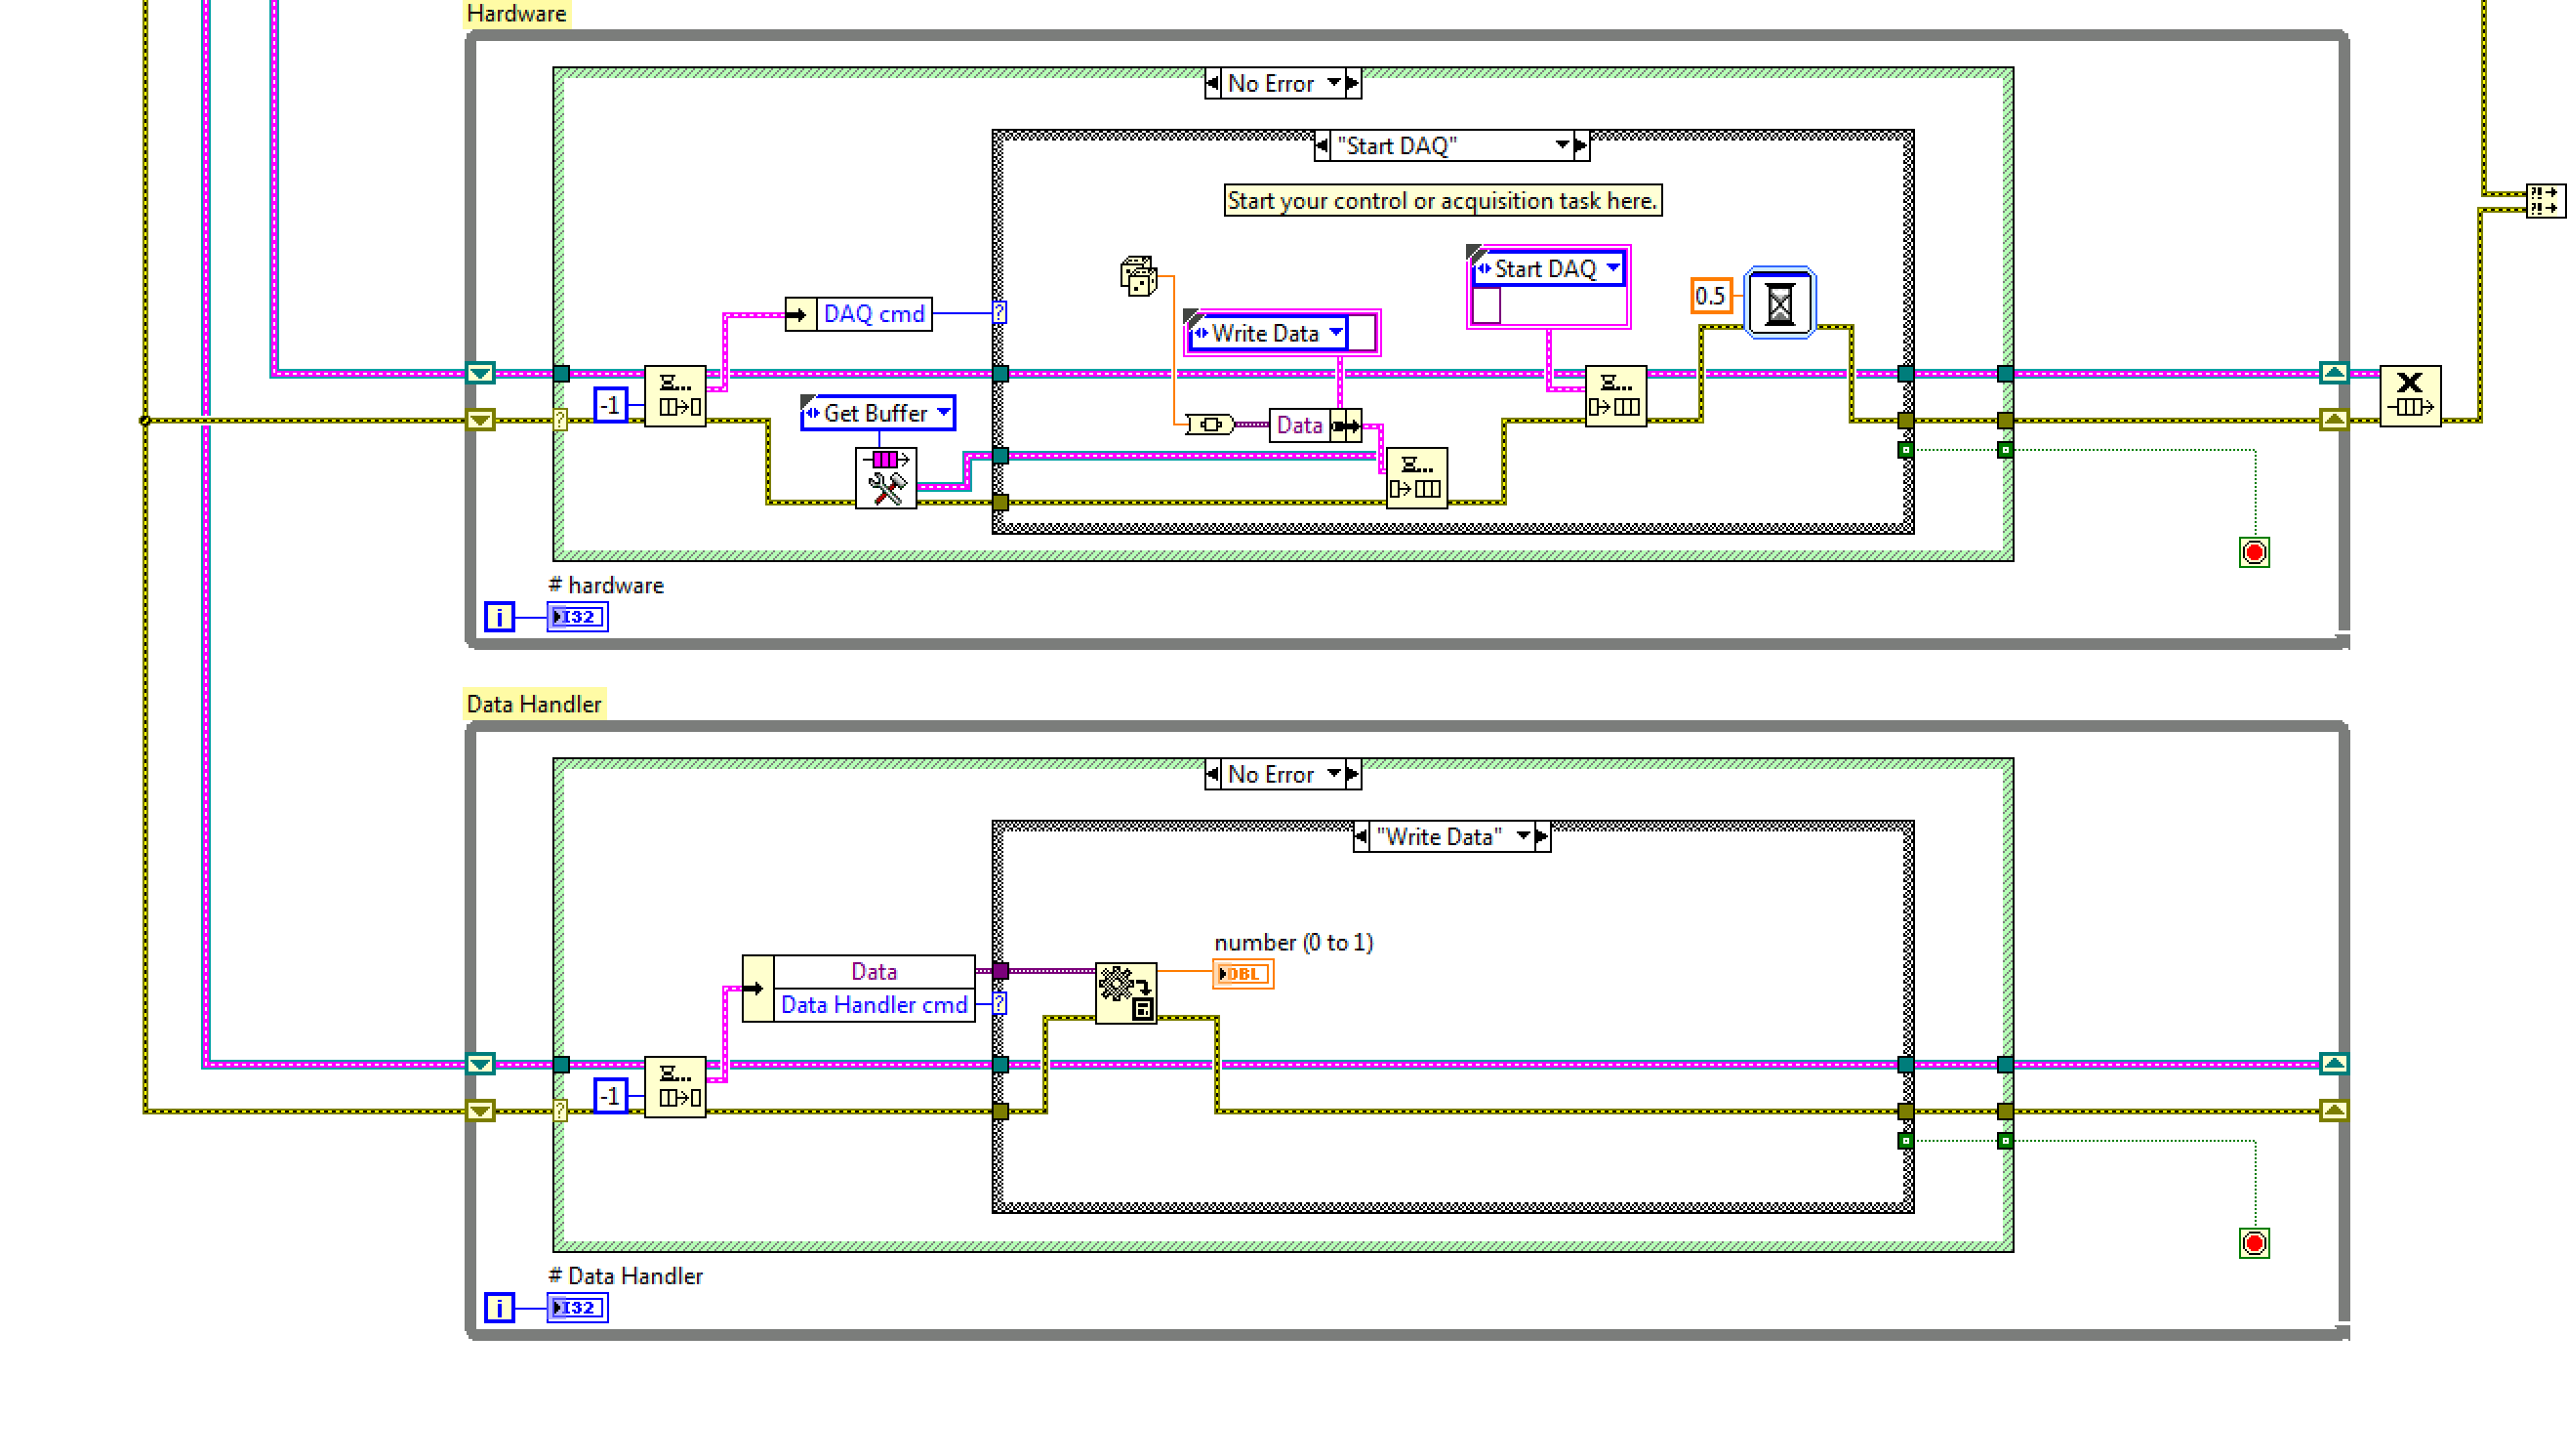 Hardware
No Error
"Start DAQ"
Start your control or acquisition task here.
Start DAQ
0.5
DAQ cmd
Write Data
-1
Get Buffer
Data
# hardware
i
I32
Data Handler
No Error
"Write Data"
number (0 to 1)
Data
DBL
Data Handler cmd
-1
# Data Handler
i
I32